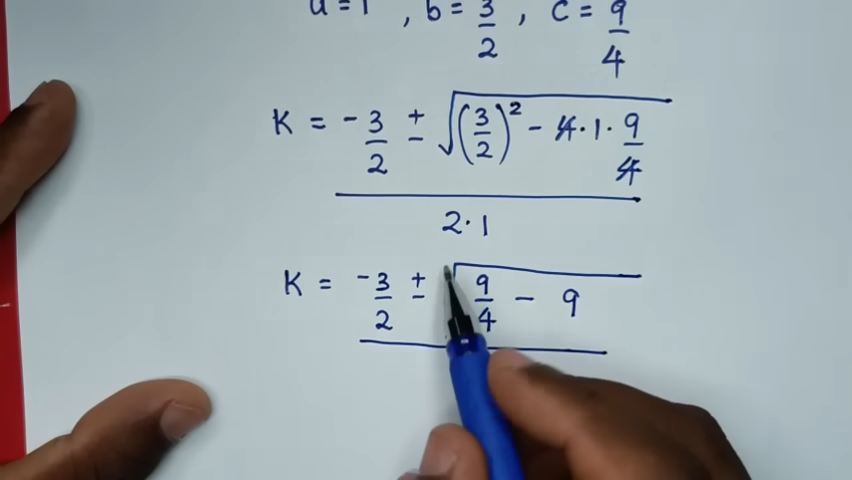 a = 1 , b = 3/2 , c = 9/4
K = -3/2 ± √((3/2)² - 4·1·9/4)
2·1
K = -3/2 ± √(9/4 - 9)